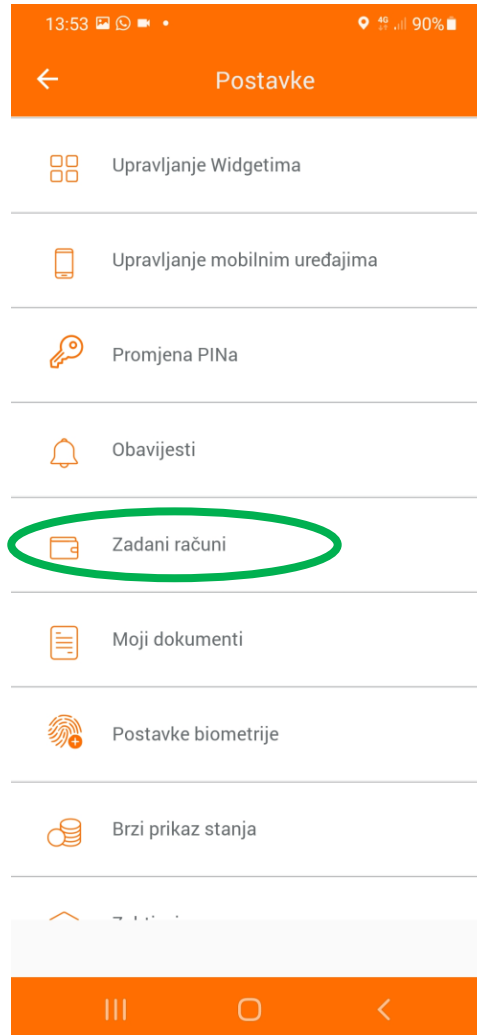 13:53 4G 90%
Postavke
Upravljanje Widgetima
Upravljanje mobilnim uređajima
Promjena PINa
Obavijesti
Zadani računi
Moji dokumenti
Postavke biometrije
Brzi prikaz stanja